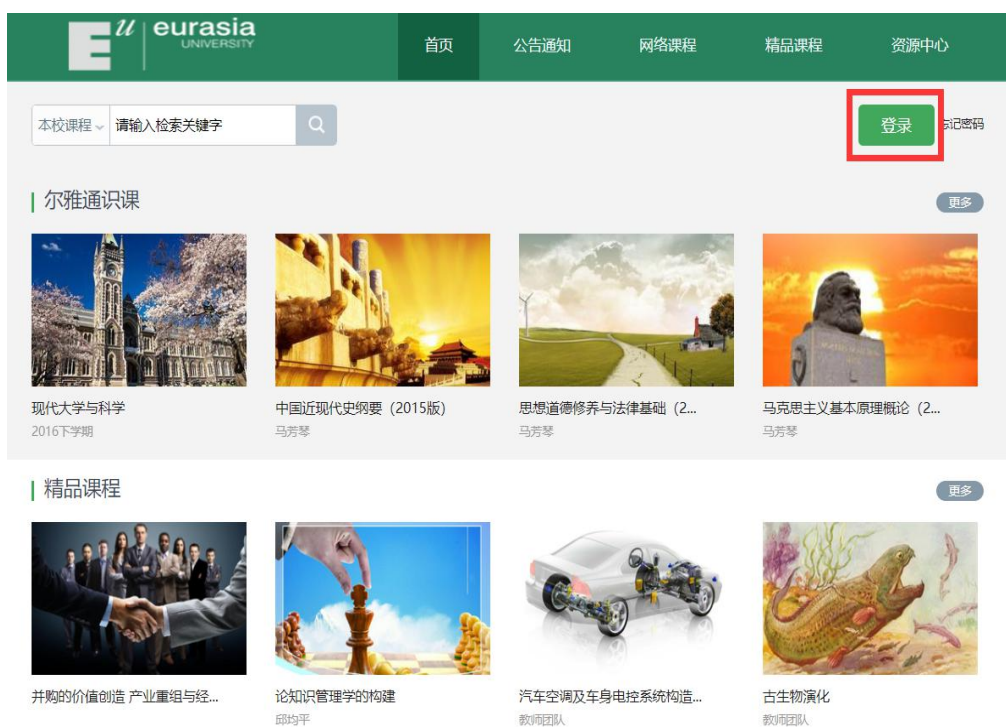 eurasia
UNIVERSITY
首页 公告通知 网络课程 精品课程 资源中心
本校课程 请输入检索关键字 登录 忘记密码
尔雅通识课 更多
现代大学与科学 中国近现代史纲要（2015版） 思想道德修养与法律基础（2... 马克思主义基本原理概论（2...
2016下学期 马芳琴 马芳琴 马芳琴
精品课程 更多
并购的价值创造 产业重组与经... 论知识管理学的构建 汽车空调及车身电控系统构造... 古生物演化
邱均平 教师团队 教师团队